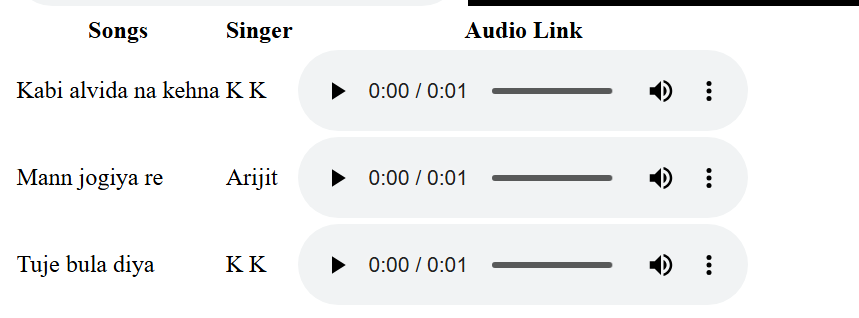 Songs Singer Audio Link
Kabi alvida na kehna K K 0:00 / 0:01
Mann jogiya re Arijit 0:00 / 0:01
Tuje bula diya K K 0:00 / 0:01